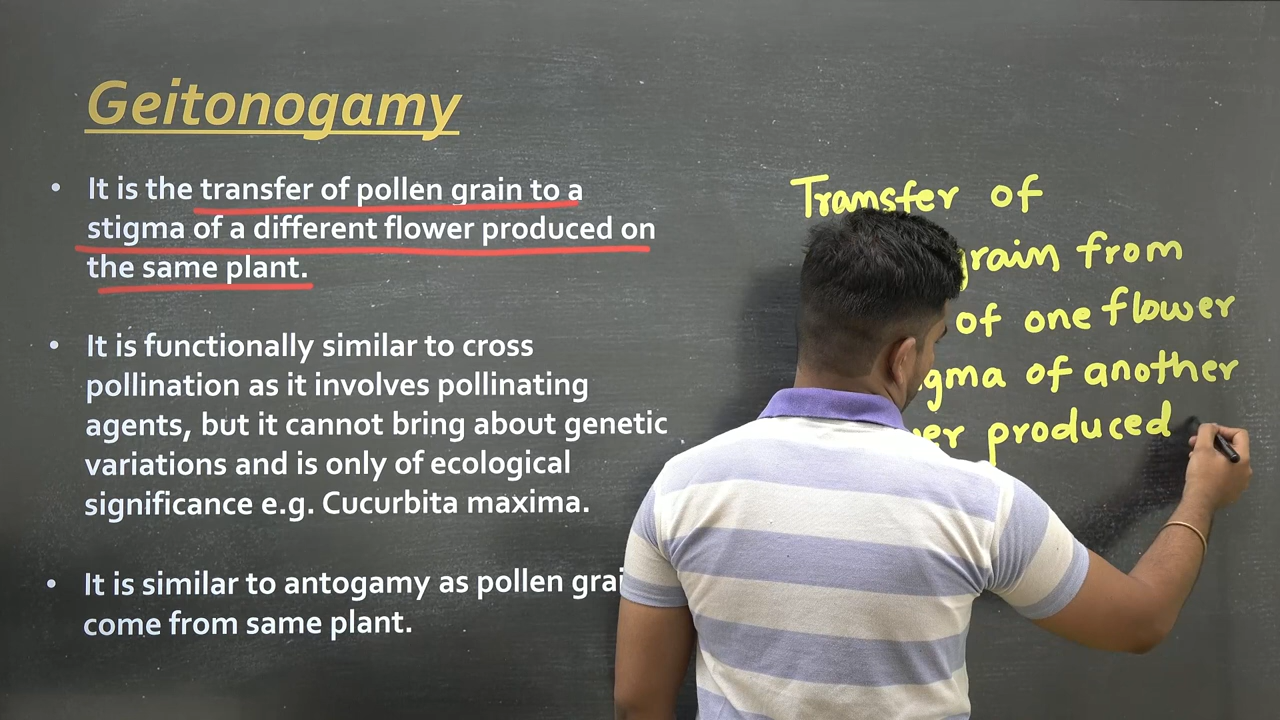 Geitonogamy
• It is the transfer of pollen grain to a
stigma of a different flower produced on
the same plant.
• It is functionally similar to cross
pollination as it involves pollinating
agents, but it cannot bring about genetic
variations and is only of ecological
significance e.g. Cucurbita maxima.
• It is similar to antogamy as pollen
come from same plant.
Transfer of
grain from
of one flower
of another
produced